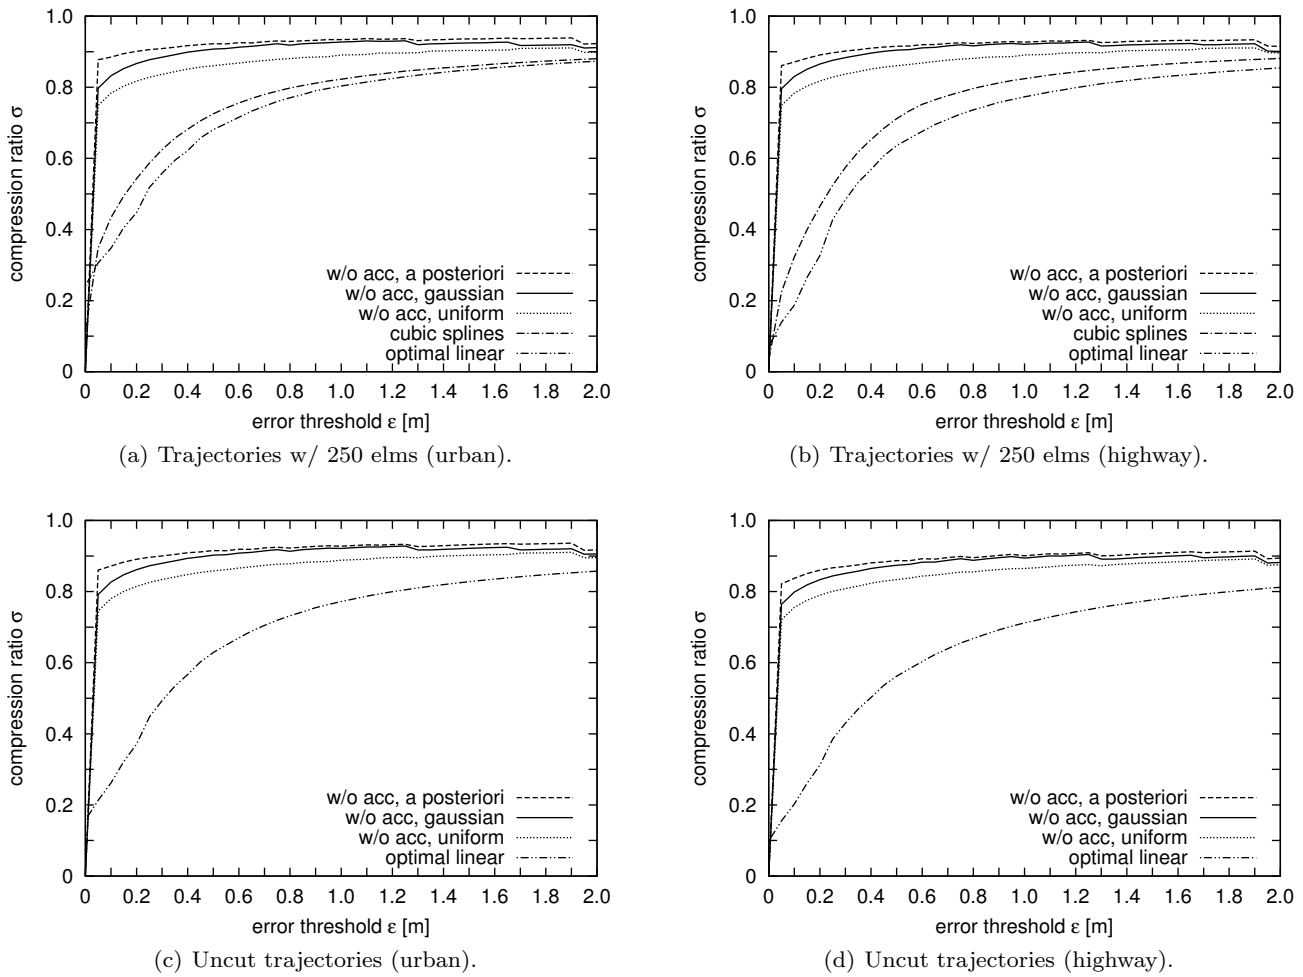 1.0
0.8
0.6
0.4
0.2
0
0 0.2 0.4 0.6 0.8 1.0 1.2 1.4 1.6 1.8 2.0
compression ratio σ
error threshold ε [m]
w/o acc, a posteriori
w/o acc, gaussian
w/o acc, uniform
cubic splines
optimal linear
(a) Trajectories w/ 250 elms (urban).
1.0
0.8
0.6
0.4
0.2
0
0 0.2 0.4 0.6 0.8 1.0 1.2 1.4 1.6 1.8 2.0
compression ratio σ
error threshold ε [m]
w/o acc, a posteriori
w/o acc, gaussian
w/o acc, uniform
cubic splines
optimal linear
(b) Trajectories w/ 250 elms (highway).
1.0
0.8
0.6
0.4
0.2
0
0 0.2 0.4 0.6 0.8 1.0 1.2 1.4 1.6 1.8 2.0
compression ratio σ
error threshold ε [m]
w/o acc, a posteriori
w/o acc, gaussian
w/o acc, uniform
optimal linear
(c) Uncut trajectories (urban).
1.0
0.8
0.6
0.4
0.2
0
0 0.2 0.4 0.6 0.8 1.0 1.2 1.4 1.6 1.8 2.0
compression ratio σ
error threshold ε [m]
w/o acc, a posteriori
w/o acc, gaussian
w/o acc, uniform
optimal linear
(d) Uncut trajectories (highway).